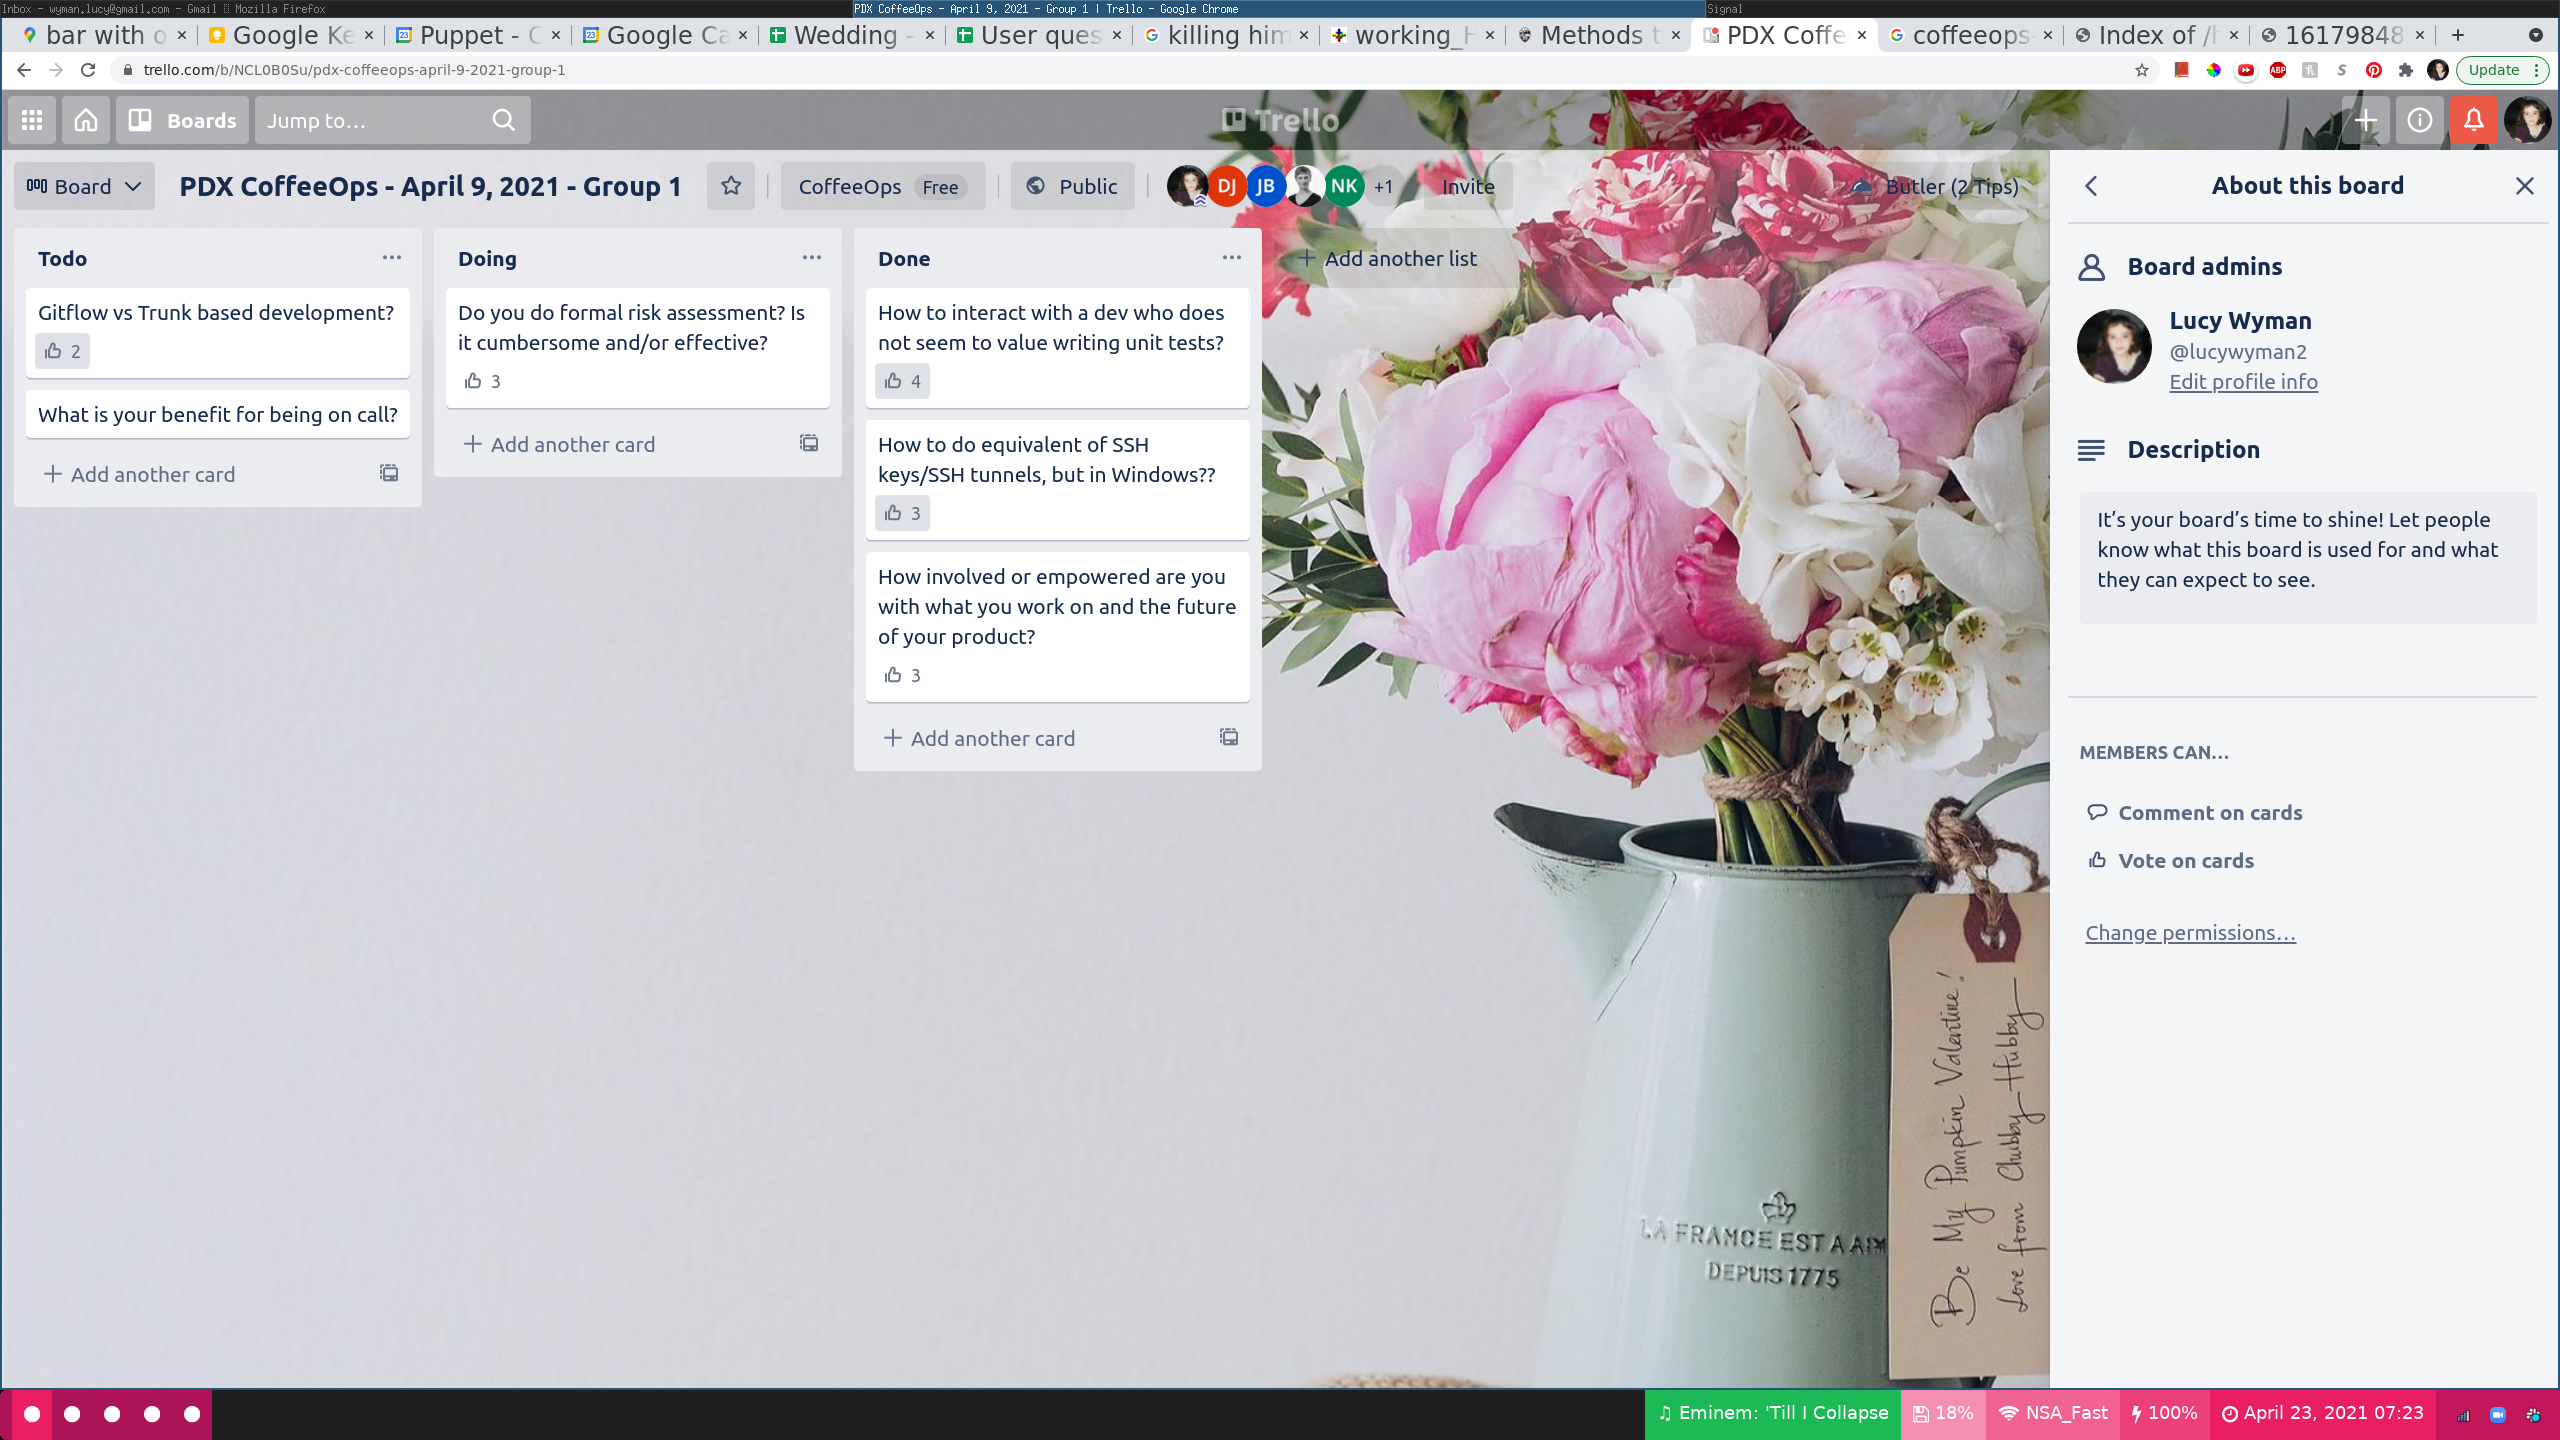 Inbox - wyman.lucy@gmail.com - Gmail Mozilla Firefox
PDX CoffeeOps - April 9, 2021 - Group 1 | Trello - Google Chrome
Signal
bar with o
Google Ke
Puppet - C
Google Ca
Wedding -
User ques
killing him
working_H
Methods t
PDX Coffe
coffeeops
Index of /h
16179848
trello.com/b/NCL0B0Su/pdx-coffeeops-april-9-2021-group-1
ABP
Update
Boards
Jump to…
Trello
Board
PDX CoffeeOps - April 9, 2021 - Group 1
CoffeeOps Free
Public
DJ
JB
NK
+1
Invite
Butler (2 Tips)
Todo
Gitflow vs Trunk based development?
2
What is your benefit for being on call?
Add another card
Doing
Do you do formal risk assessment? Is
it cumbersome and/or effective?
3
Add another card
Done
How to interact with a dev who does
not seem to value writing unit tests?
4
How to do equivalent of SSH
keys/SSH tunnels, but in Windows??
3
How involved or empowered are you
with what you work on and the future
of your product?
3
Add another card
Add another list
About this board
Board admins
Lucy Wyman
@lucywyman2
Edit profile info
Description
It’s your board’s time to shine! Let people
know what this board is used for and what
they can expect to see.
MEMBERS CAN…
Comment on cards
Vote on cards
Change permissions…
Be My Pumpkin Valentine!
Love from Chubby-Hubby
LA FRANCE EST A AIM
DEPUIS 1775
Eminem: 'Till I Collapse
18%
NSA_Fast
100%
April 23, 2021 07:23